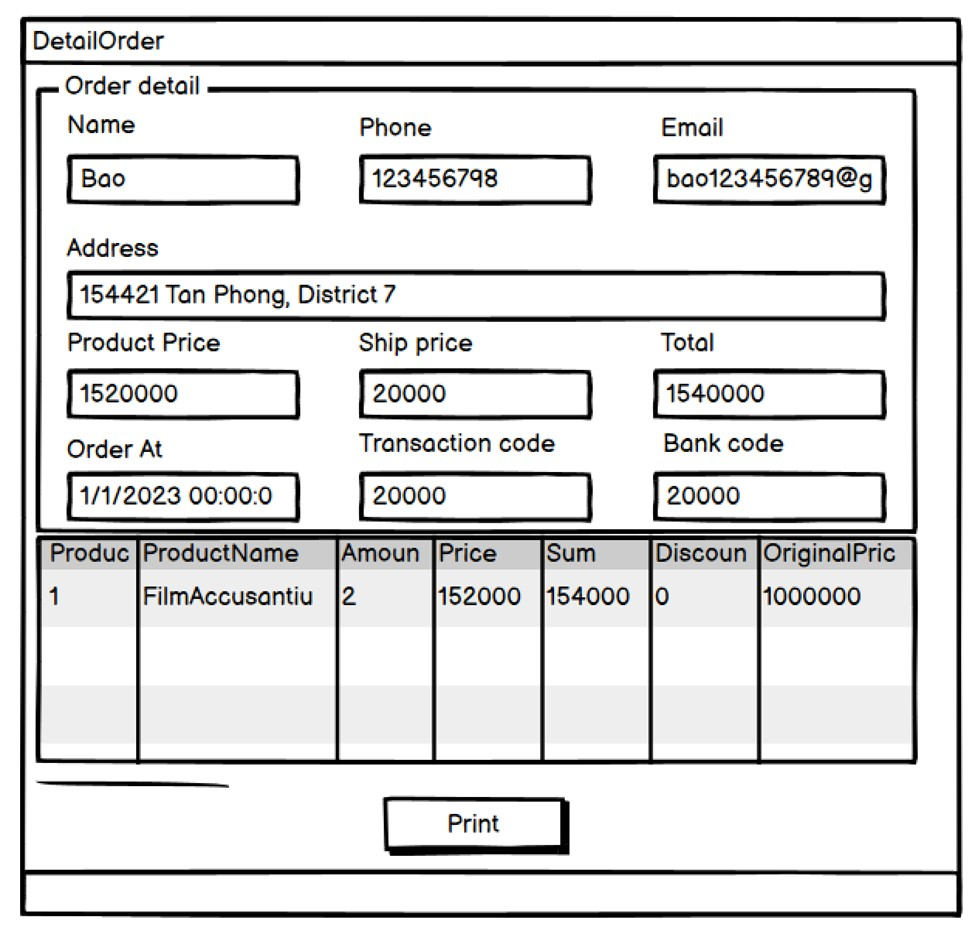 DetailOrder
Order detail
Name Phone Email
Bao 123456798 bao123456789@g
Address
154421 Tan Phong, District 7
Product Price Ship price Total
1520000 20000 1540000
Order At Transaction code Bank code
1/1/2023 00:00:0 20000 20000
Produc ProductName Amoun Price Sum Discoun OriginalPric
1 FilmAccusantiu 2 152000 154000 0 1000000
Print